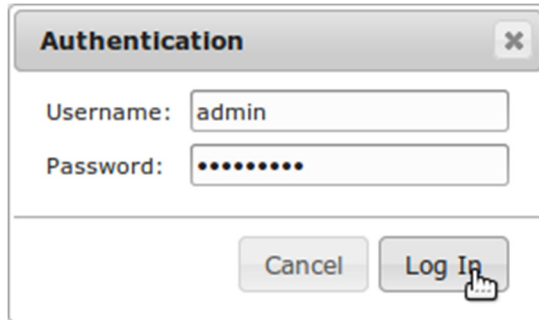 Authentication
Username: admin
Password: •••••••••
Cancel Log In